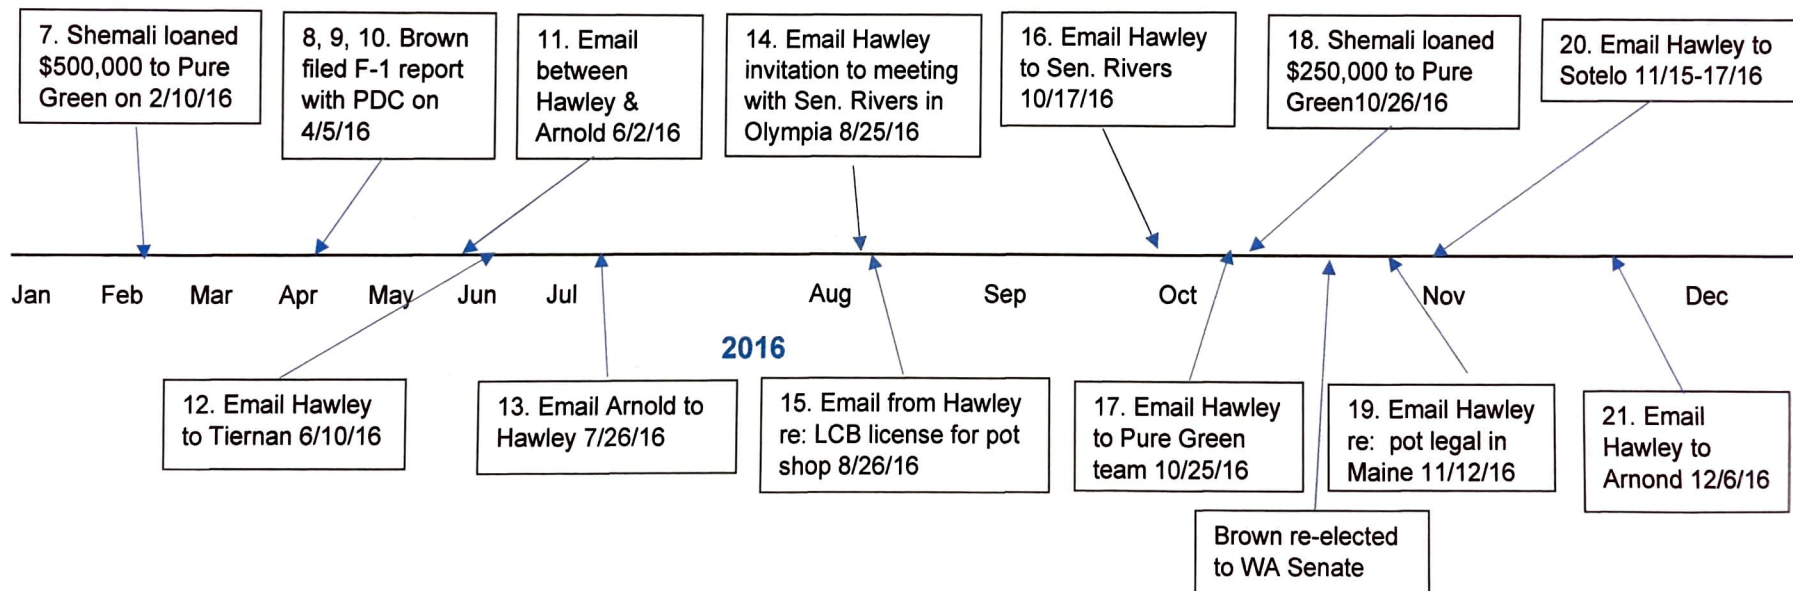 7. Shemali loaned
$500,000 to Pure
Green on 2/10/16
8, 9, 10. Brown
filed F-1 report
with PDC on
4/5/16
11. Email
between
Hawley &
Arnold 6/2/16
14. Email Hawley
invitation to meeting
with Sen. Rivers in
Olympia 8/25/16
16. Email Hawley
to Sen. Rivers
10/17/16
18. Shemali loaned
$250,000 to Pure
Green10/26/16
20. Email Hawley to
Sotelo 11/15-17/16
Jan Feb Mar Apr May Jun Jul Aug Sep Oct Nov Dec
2016
12. Email Hawley
to Tiernan 6/10/16
13. Email Arnold to
Hawley 7/26/16
15. Email from Hawley
re: LCB license for pot
shop 8/26/16
17. Email Hawley
to Pure Green
team 10/25/16
19. Email Hawley
re: pot legal in
Maine 11/12/16
21. Email
Hawley to
Arnond 12/6/16
Brown re-elected
to WA Senate